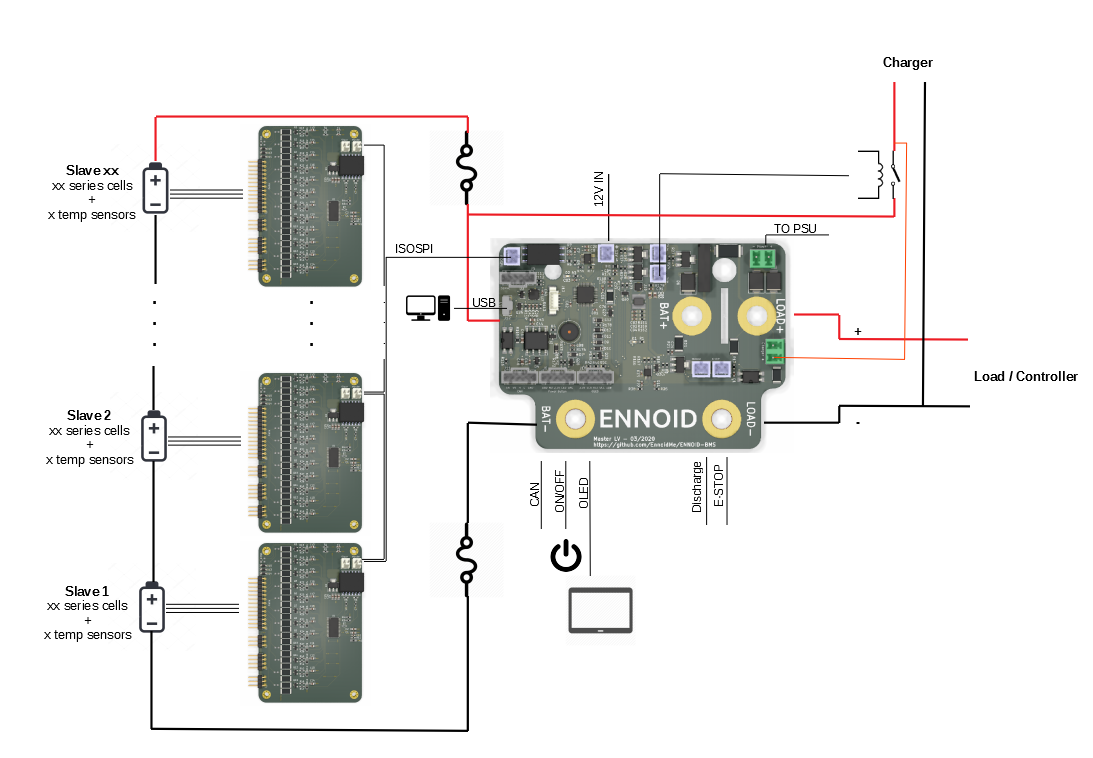 Charger
Slave xx
xx series cells
+
x temp sensors
12V IN
TO PSU
ISOSPI
USB
BAT+
LOAD+
+
Load / Controller
Slave 2
xx series cells
+
x temp sensors
BAT-
ENNOID
LOAD-
-
Master LV - 03/2020
https://github.com/EnnoidMe/ENNOID-BMS
CAN
ON/OFF
OLED
Discharge
E-STOP
Slave 1
xx series cells
+
x temp sensors